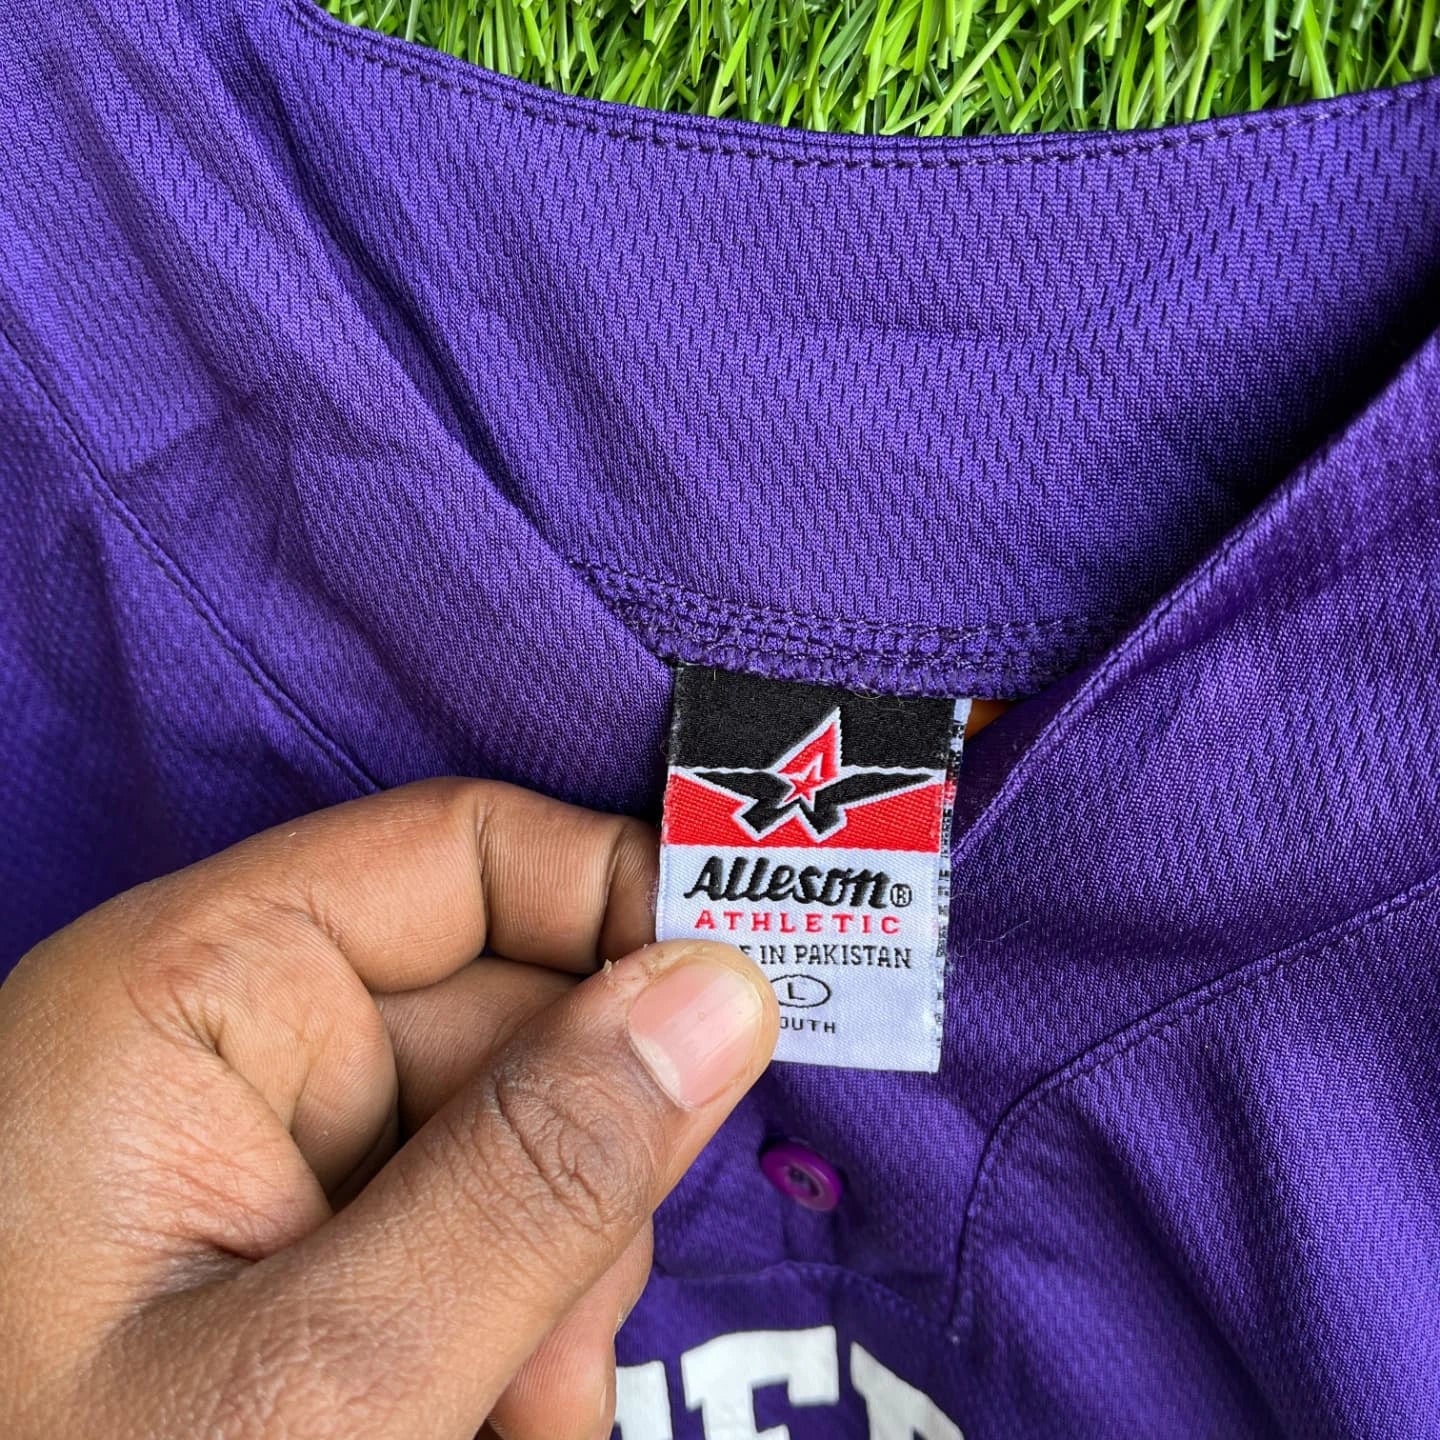 Alleson®
ATHLETIC
IN PAKISTAN
L